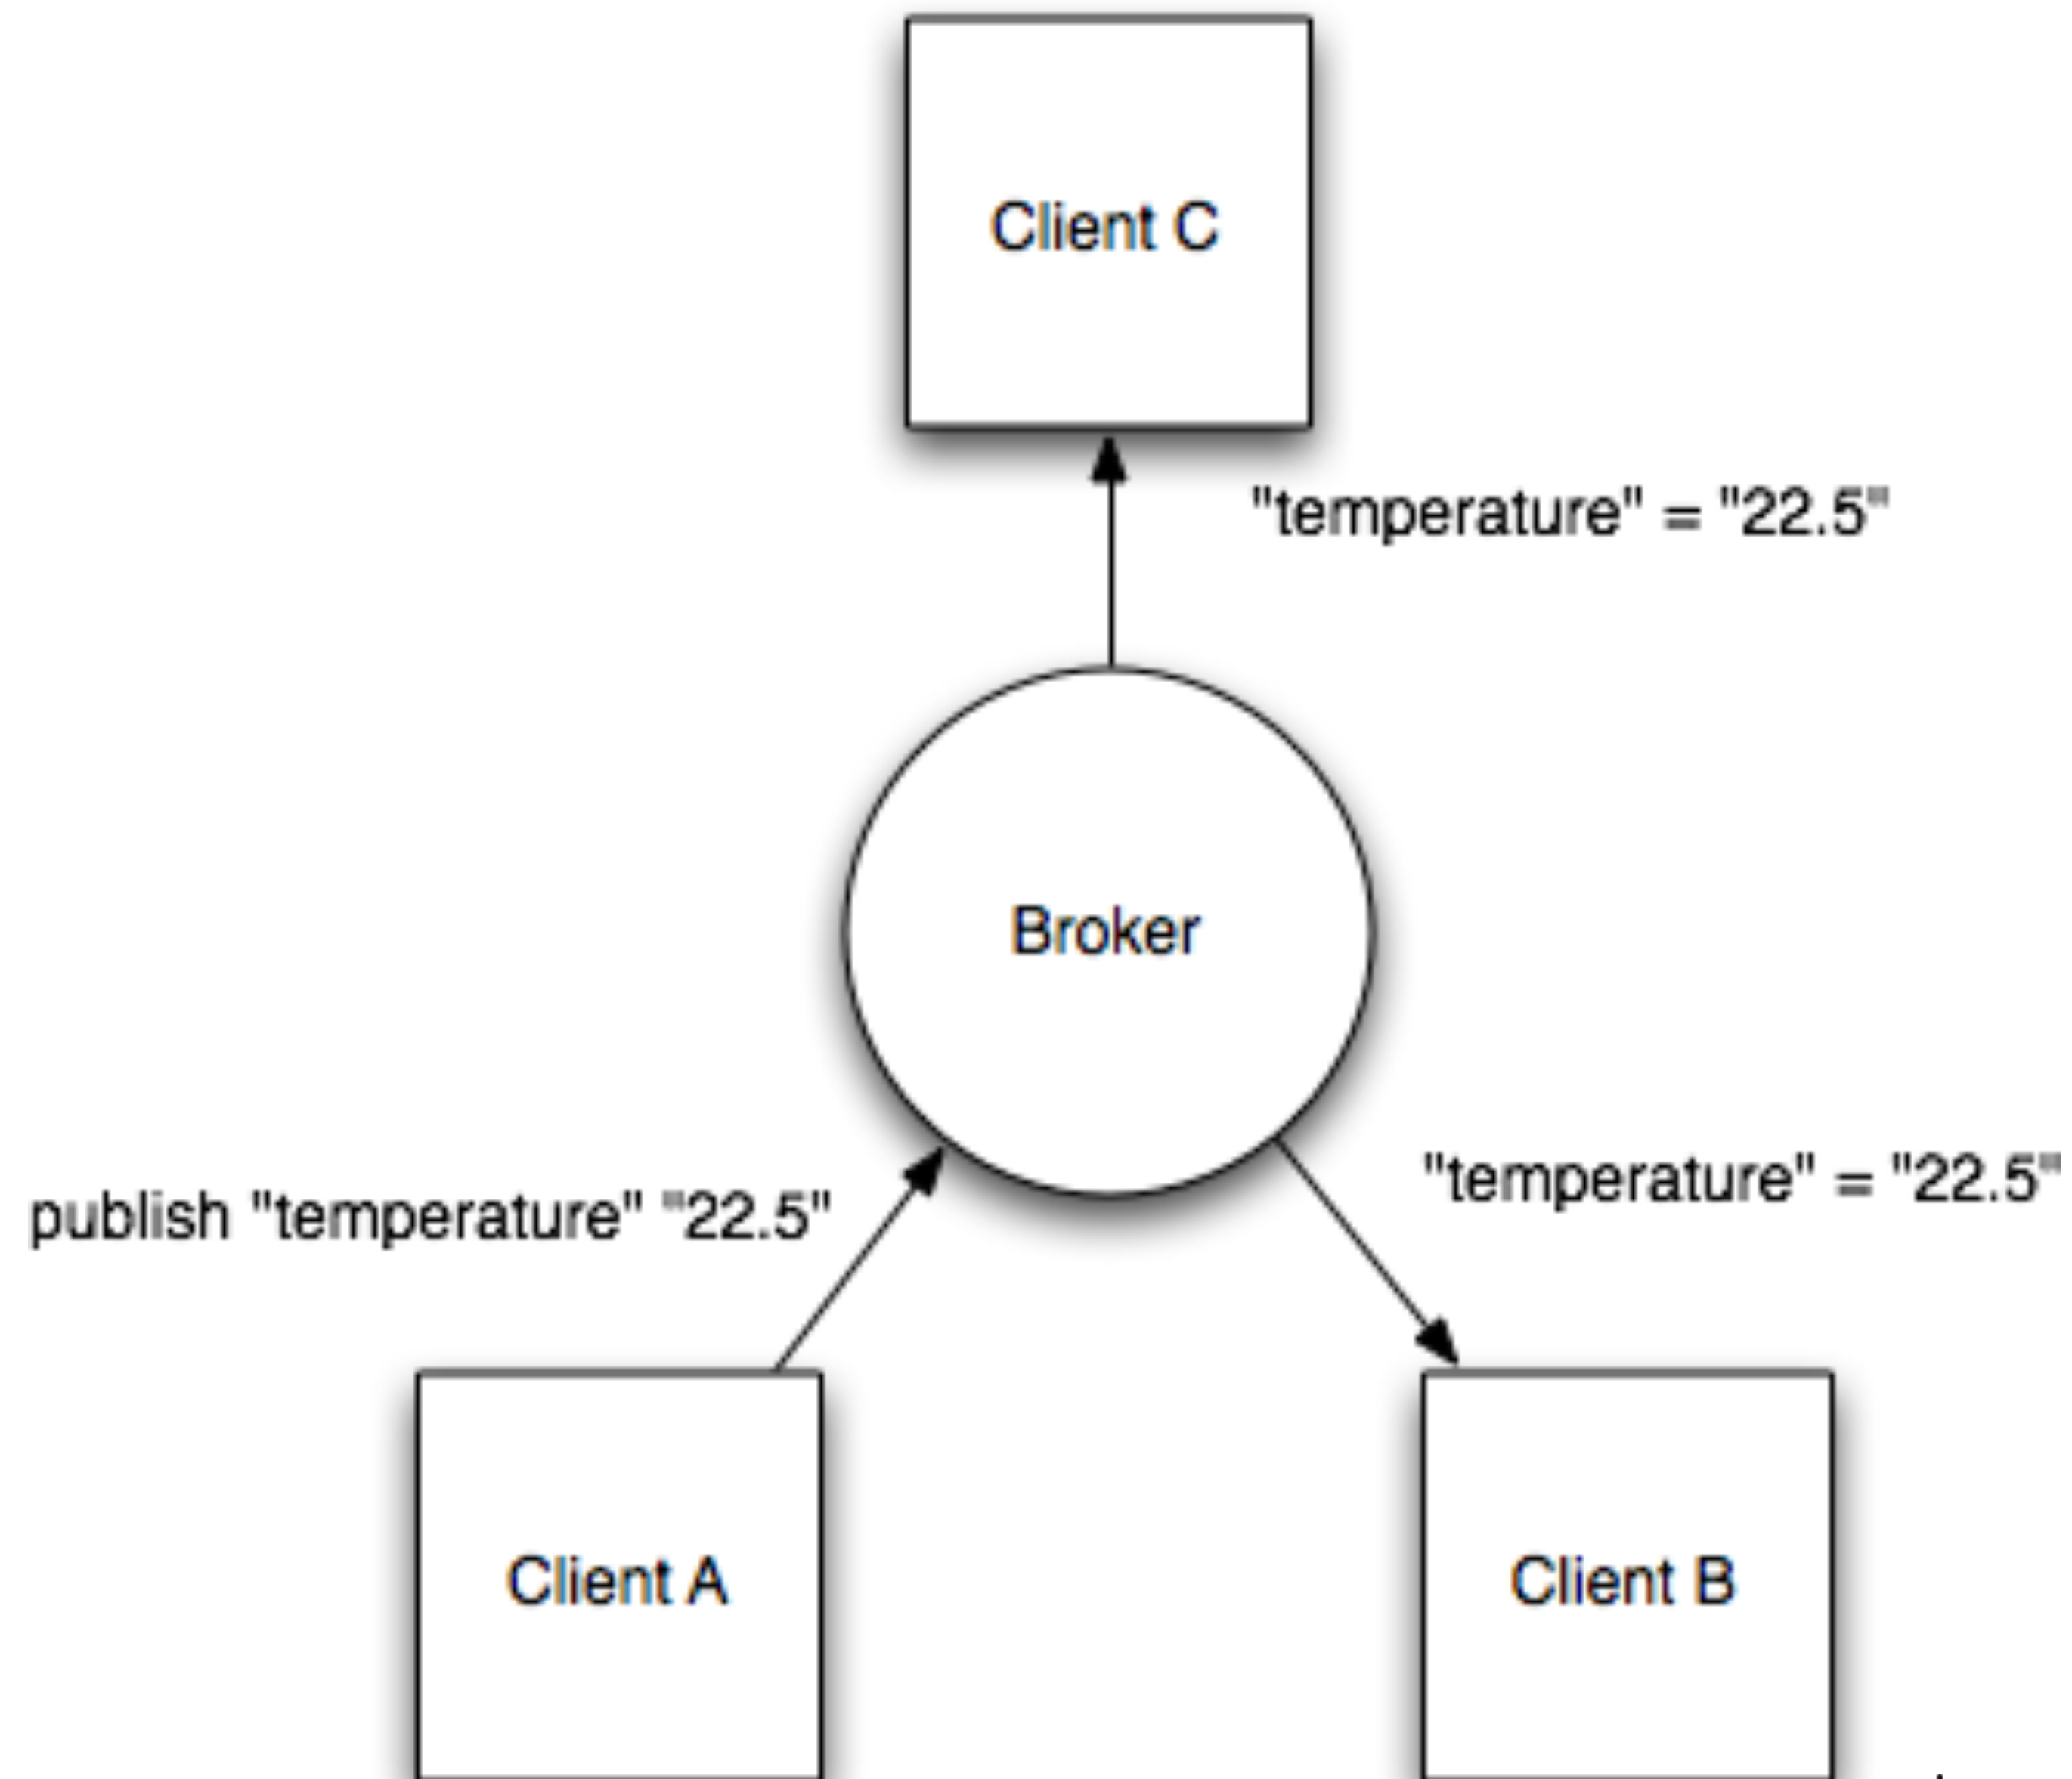 Client C
"temperature" = "22.5"
Broker
"temperature" = "22.5"
publish "temperature" "22.5"
Client A
Client B